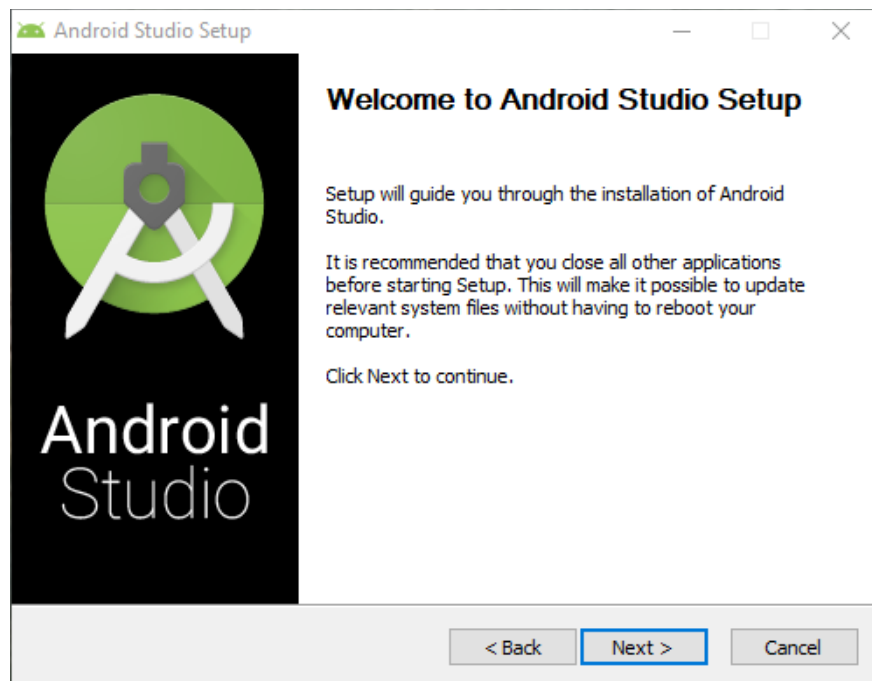 Android Studio Setup
Welcome to Android Studio Setup
Setup will guide you through the installation of Android
Studio.
It is recommended that you close all other applications
before starting Setup. This will make it possible to update
relevant system files without having to reboot your
computer.
Click Next to continue.
Android
Studio
< Back
Next >
Cancel